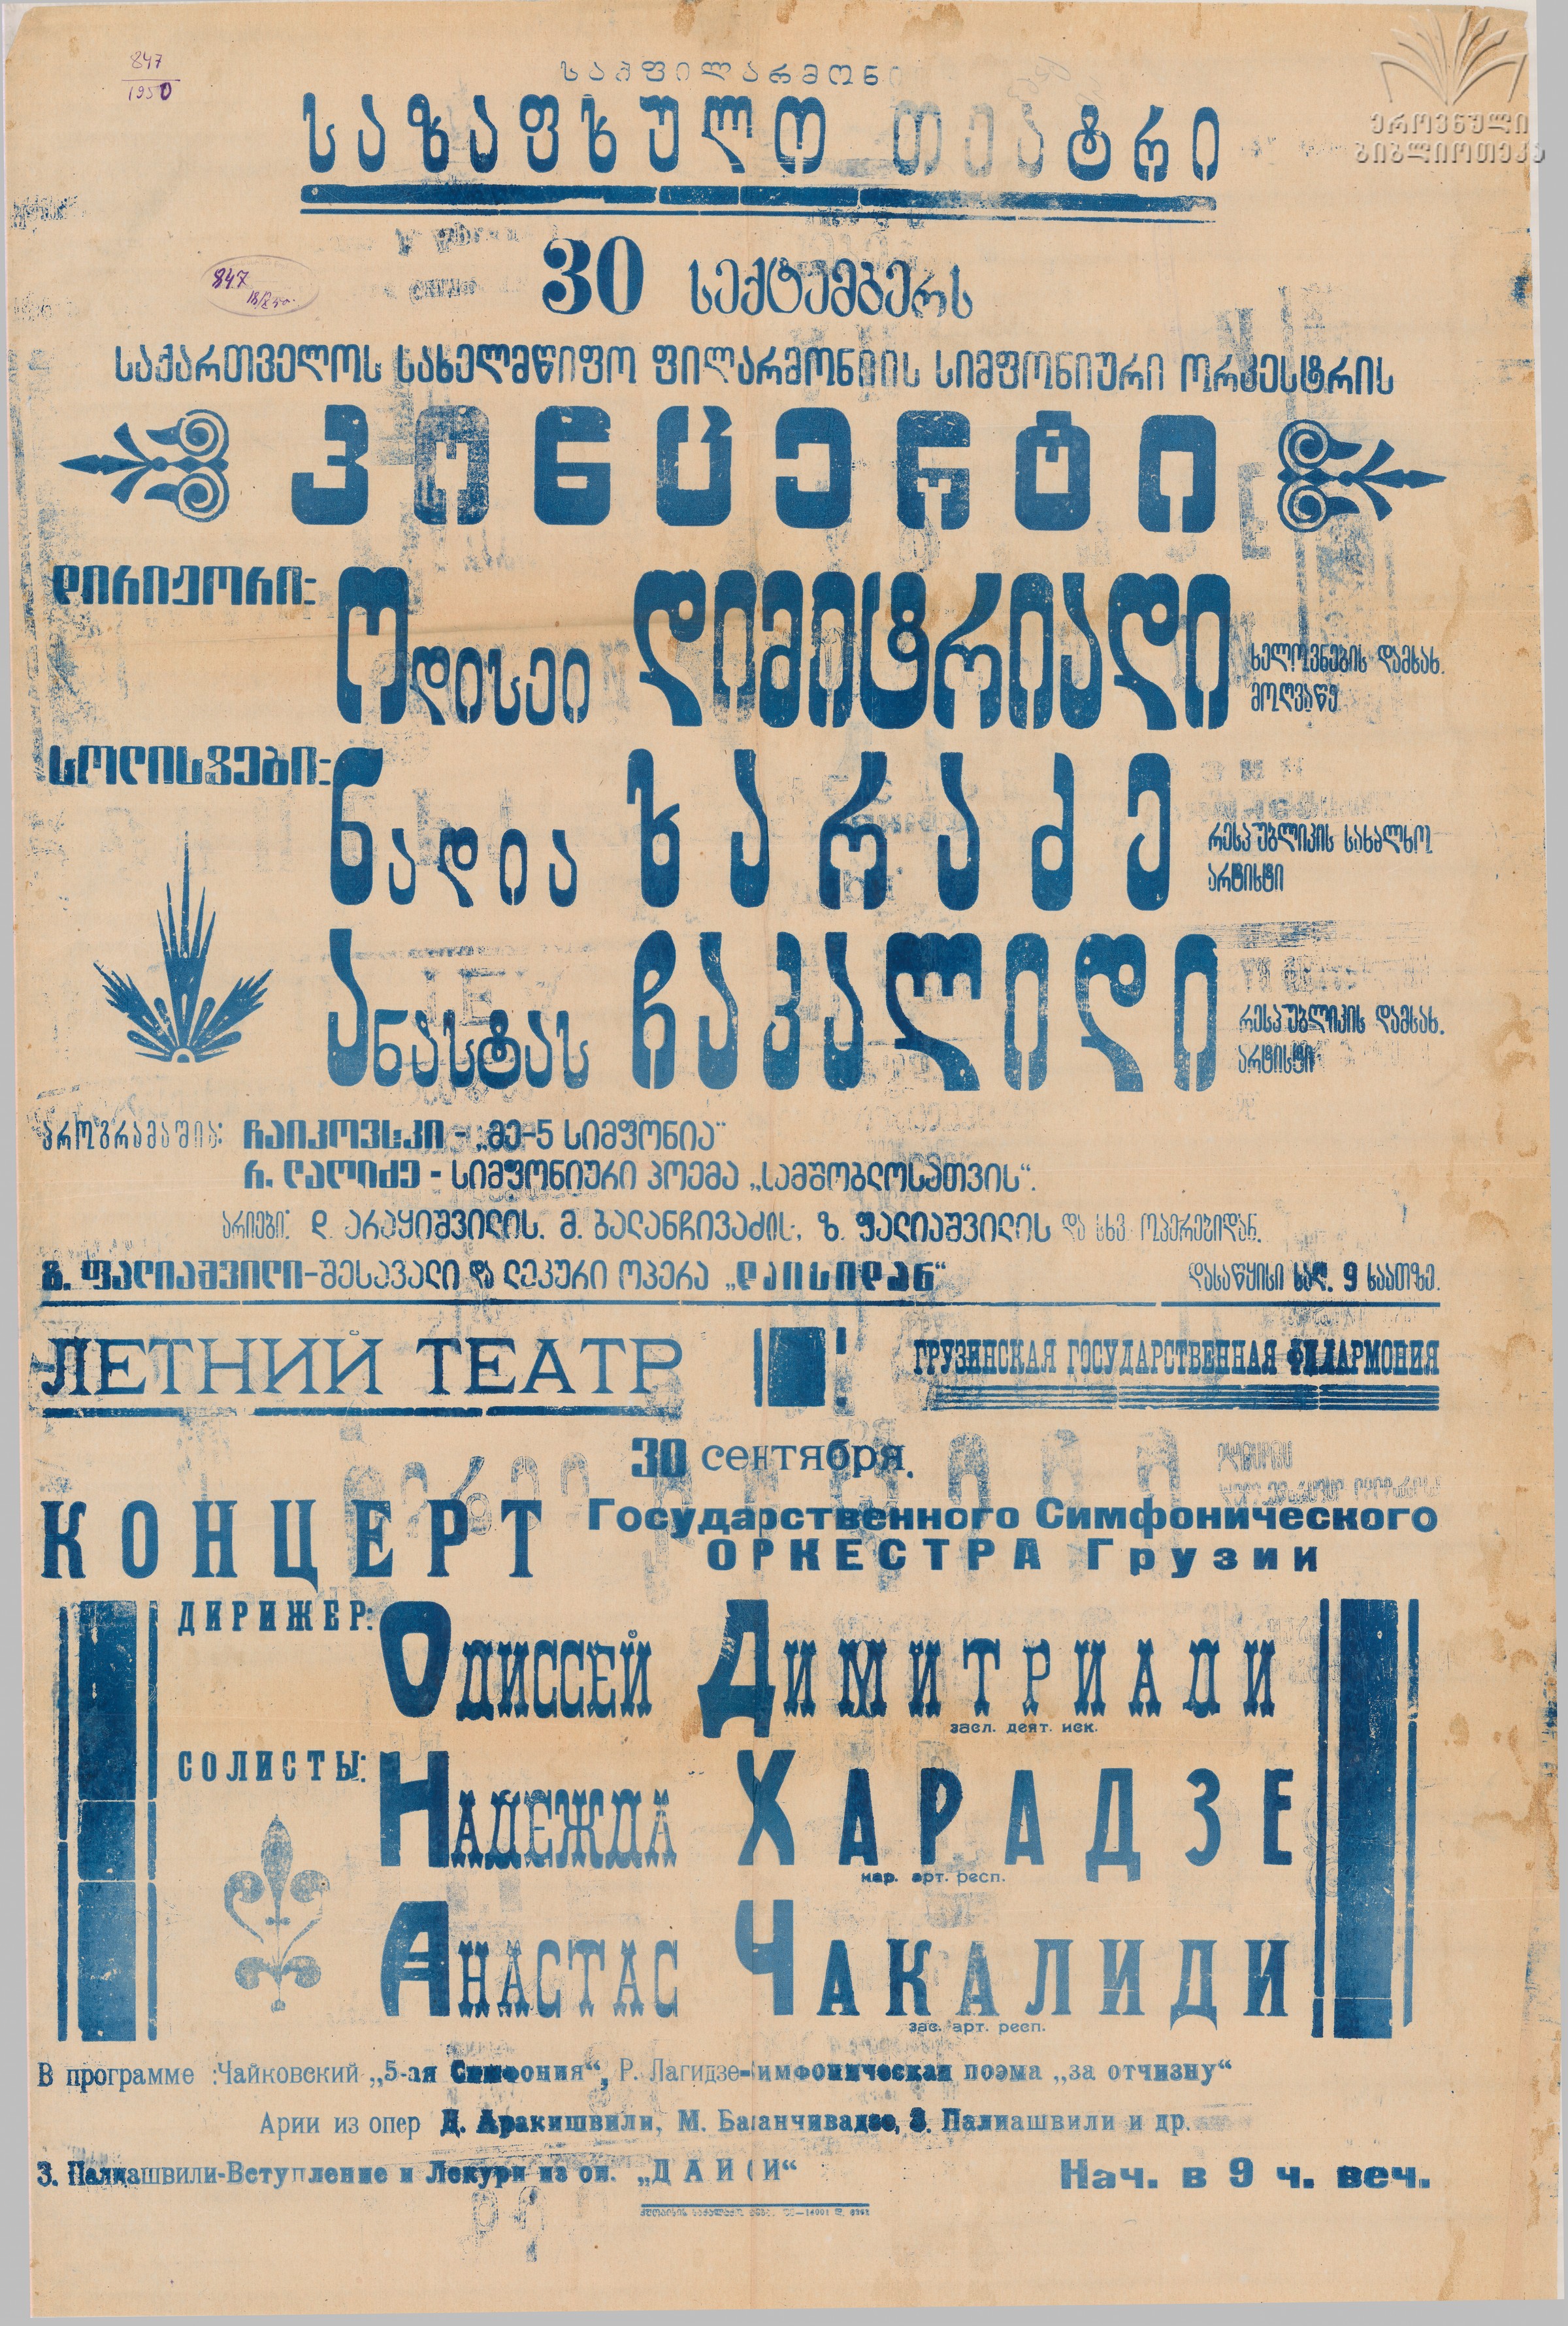 847
1950
ეროვნული
ბიბლიოთეკა
საქფილარმონი
საზაფხულო თეატრი
847
30 სექტემბერს
საქართველოს სახელმწიფო ფილარმონიის სიმფონიური ორკესტრის
კონცერტი
დირიჟორი:
ოდისეი დიმიტრიადი
ხელოვნების დამსახ.
მოღვაწე
სოლისტები:
ნადია ხარაძე
რესპუბლიკის სახალხო
არტისტი
ანასტას ჩაკალიდი
რესპუბლიკის დამსახ.
არტისტი
პროგრამაშია: ჩაიკოვსკი - „მე-5 სიმფონია“
რ. ლაღიძე - სიმფონიური პოემა „სამშობლოსათვის“.
არიები: დ. არაყიშვილის, მ. ბალანჩივაძის, ზ. ფალიაშვილის და სხვ. ოპერებიდან.
ზ. ფალიაშვილი-შესავალი და ლეკური ოპერა „დაისიდან“
დასაწყისი საღ. 9 საათზე.
ЛЕТНИЙ ТЕАТР
ГРУЗИНСКАЯ ГОСУДАРСТВЕННАЯ ФИЛАРМОНИЯ
30 сентября.
КОНЦЕРТ
Государственного Симфонического
ОРКЕСТРА Грузии
ДИРИЖЕР:
Одиссей Димитриади
засл. деят. иск.
СОЛИСТЫ:
Надежда Харадзе
нар. арт. респ.
Анастас Чакалиди
зас. арт. респ.
В программе :Чайковский „5-ая Симфония“, Р. Лагидзе-Симфоническая поэма „за отчизну“
Арии из опер Д. Аракишвили, М. Баланчивадзе, З. Палиашвили и др.
З. Палиашвили-Вступление и Лекури из оп. „ДАИСИ“
Нач. в 9 ч. веч.